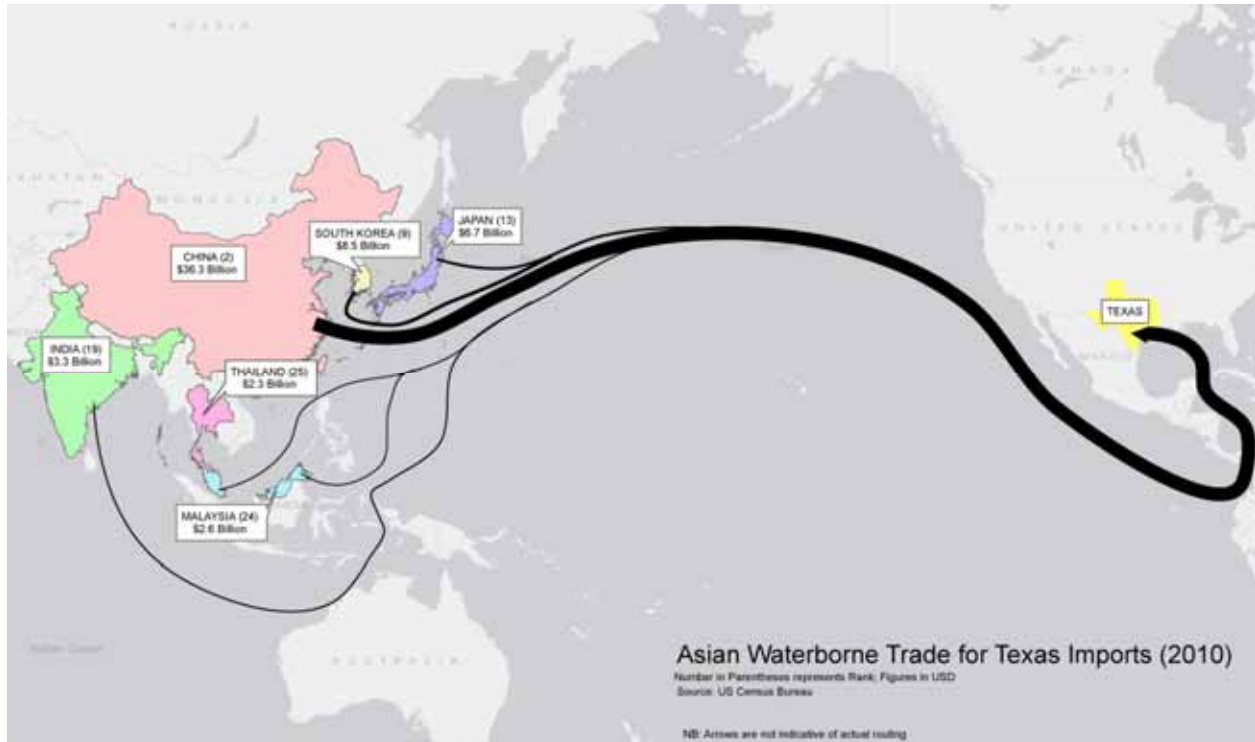 RUSSIA
CANADA
MONGOLIA
JAPAN (13)
$6.7 Billion
SOUTH KOREA (9)
$8.5 Billion
CHINA (2)
$36.3 Billion
UNITED STATES
TEXAS
INDIA (19)
$3.3 Billion
MEXICO
THAILAND (25)
$2.3 Billion
MALAYSIA (24)
$2.6 Billion
AUSTRALIA
Asian Waterborne Trade for Texas Imports (2010)
Number in Parentheses represents Rank; Figures in USD
Source: US Census Bureau
NB: Arrows are not indicative of actual routing